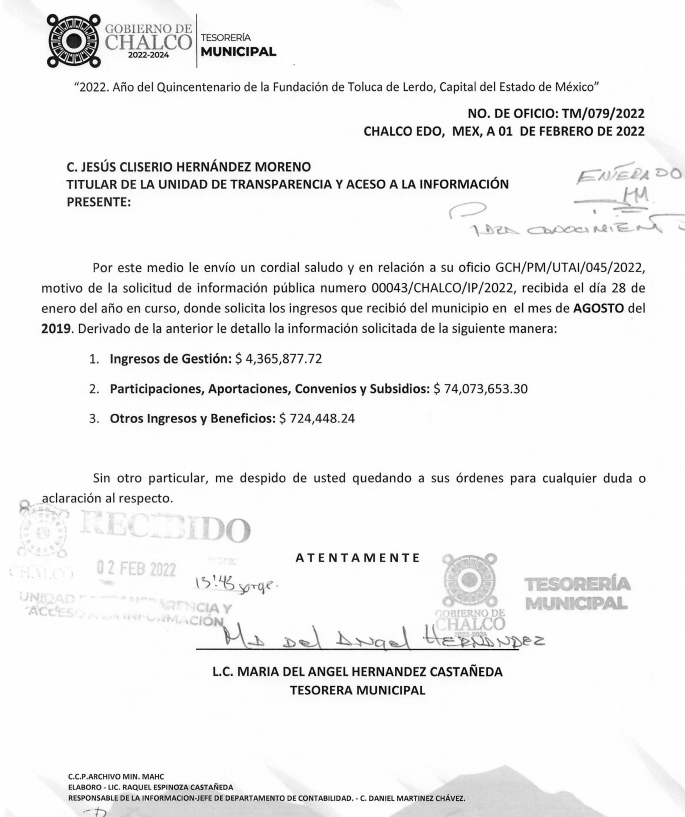 GOBIERNO DE
CHALCO
2022-2024
TESORERÍA
MUNICIPAL
“2022. Año del Quincentenario de la Fundación de Toluca de Lerdo, Capital del Estado de México”
NO. DE OFICIO: TM/079/2022
CHALCO EDO, MEX, A 01 DE FEBRERO DE 2022
C. JESÚS CLISERIO HERNÁNDEZ MORENO
TITULAR DE LA UNIDAD DE TRANSPARENCIA Y ACESO A LA INFORMACIÓN
PRESENTE:
Por este medio le envío un cordial saludo y en relación a su oficio GCH/PM/UTAI/045/2022,
motivo de la solicitud de información pública numero 00043/CHALCO/IP/2022, recibida el día 28 de
enero del año en curso, donde solicita los ingresos que recibió del municipio en el mes de AGOSTO del
2019. Derivado de la anterior le detallo la información solicitada de la siguiente manera:
1. Ingresos de Gestión: $ 4,365,877.72
2. Participaciones, Aportaciones, Convenios y Subsidios: $ 74,073,653.30
3. Otros Ingresos y Beneficios: $ 724,448.24
Sin otro particular, me despido de usted quedando a sus órdenes para cualquier duda o
aclaración al respecto.
RECIBIDO
CHALCO
02 FEB 2022
13:45 Jorge.
UNIDAD DE TRANSPARENCIA Y
ACCESO A LA INFORMACIÓN
ATENTAMENTE
GOBIERNO DE
CHALCO
2022-2024
TESORERÍA
MUNICIPAL
Ma Del Angel HERNANDEZ
L.C. MARIA DEL ANGEL HERNANDEZ CASTAÑEDA
TESORERA MUNICIPAL
C.C.P.ARCHIVO MIN. MAHC
ELABORO - LIC. RAQUEL ESPINOZA CASTAÑEDA
RESPONSABLE DE LA INFORMACION-JEFE DE DEPARTAMENTO DE CONTABILIDAD. - C. DANIEL MARTINEZ CHÁVEZ.